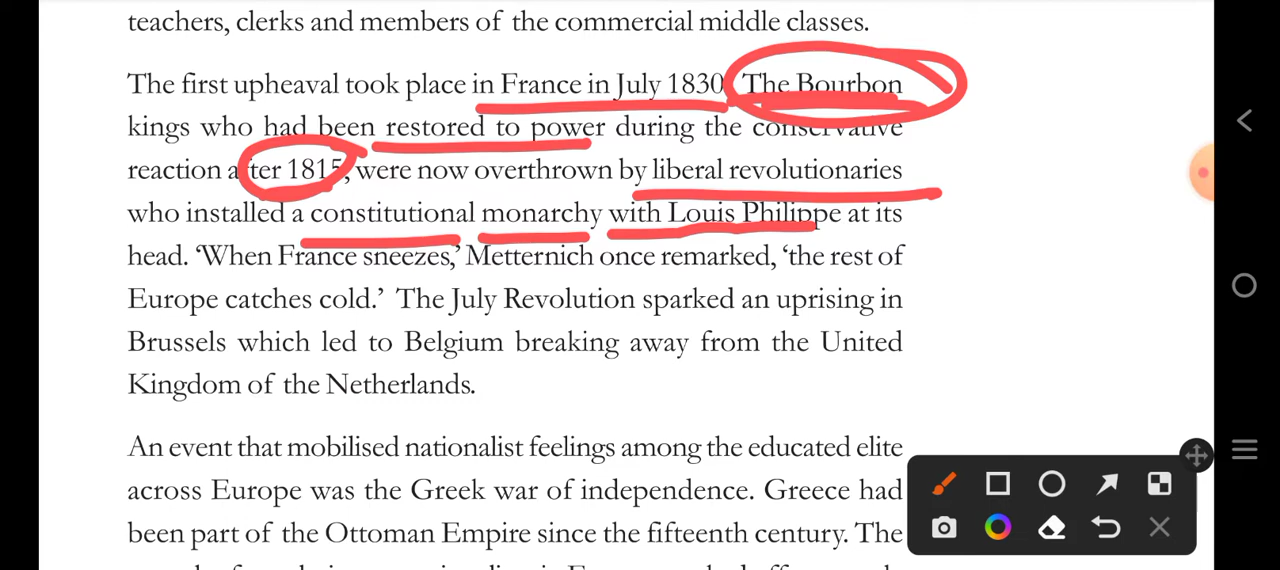 teachers, clerks and members of the commercial middle classes.
The first upheaval took place in France in July 1830. The Bourbon
kings who had been restored to power during the conservative
reaction after 1815, were now overthrown by liberal revolutionaries
who installed a constitutional monarchy with Louis Philippe at its
head. ‘When France sneezes,’ Metternich once remarked, ‘the rest of
Europe catches cold.’ The July Revolution sparked an uprising in
Brussels which led to Belgium breaking away from the United
Kingdom of the Netherlands.
An event that mobilised nationalist feelings among the educated elite
across Europe was the Greek war of independence. Greece had
been part of the Ottoman Empire since the fifteenth century. The